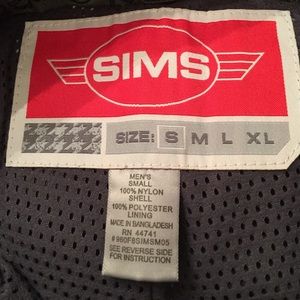 SIMS
SIZE: S M L XL
MEN'S
SMALL
100% NYLON
SHELL
100% POLYESTER
LINING
MADE IN BANGLADESH
RN 44741
#960F8SIMSM05
SEE REVERSE SIDE
FOR INSTRUCTION